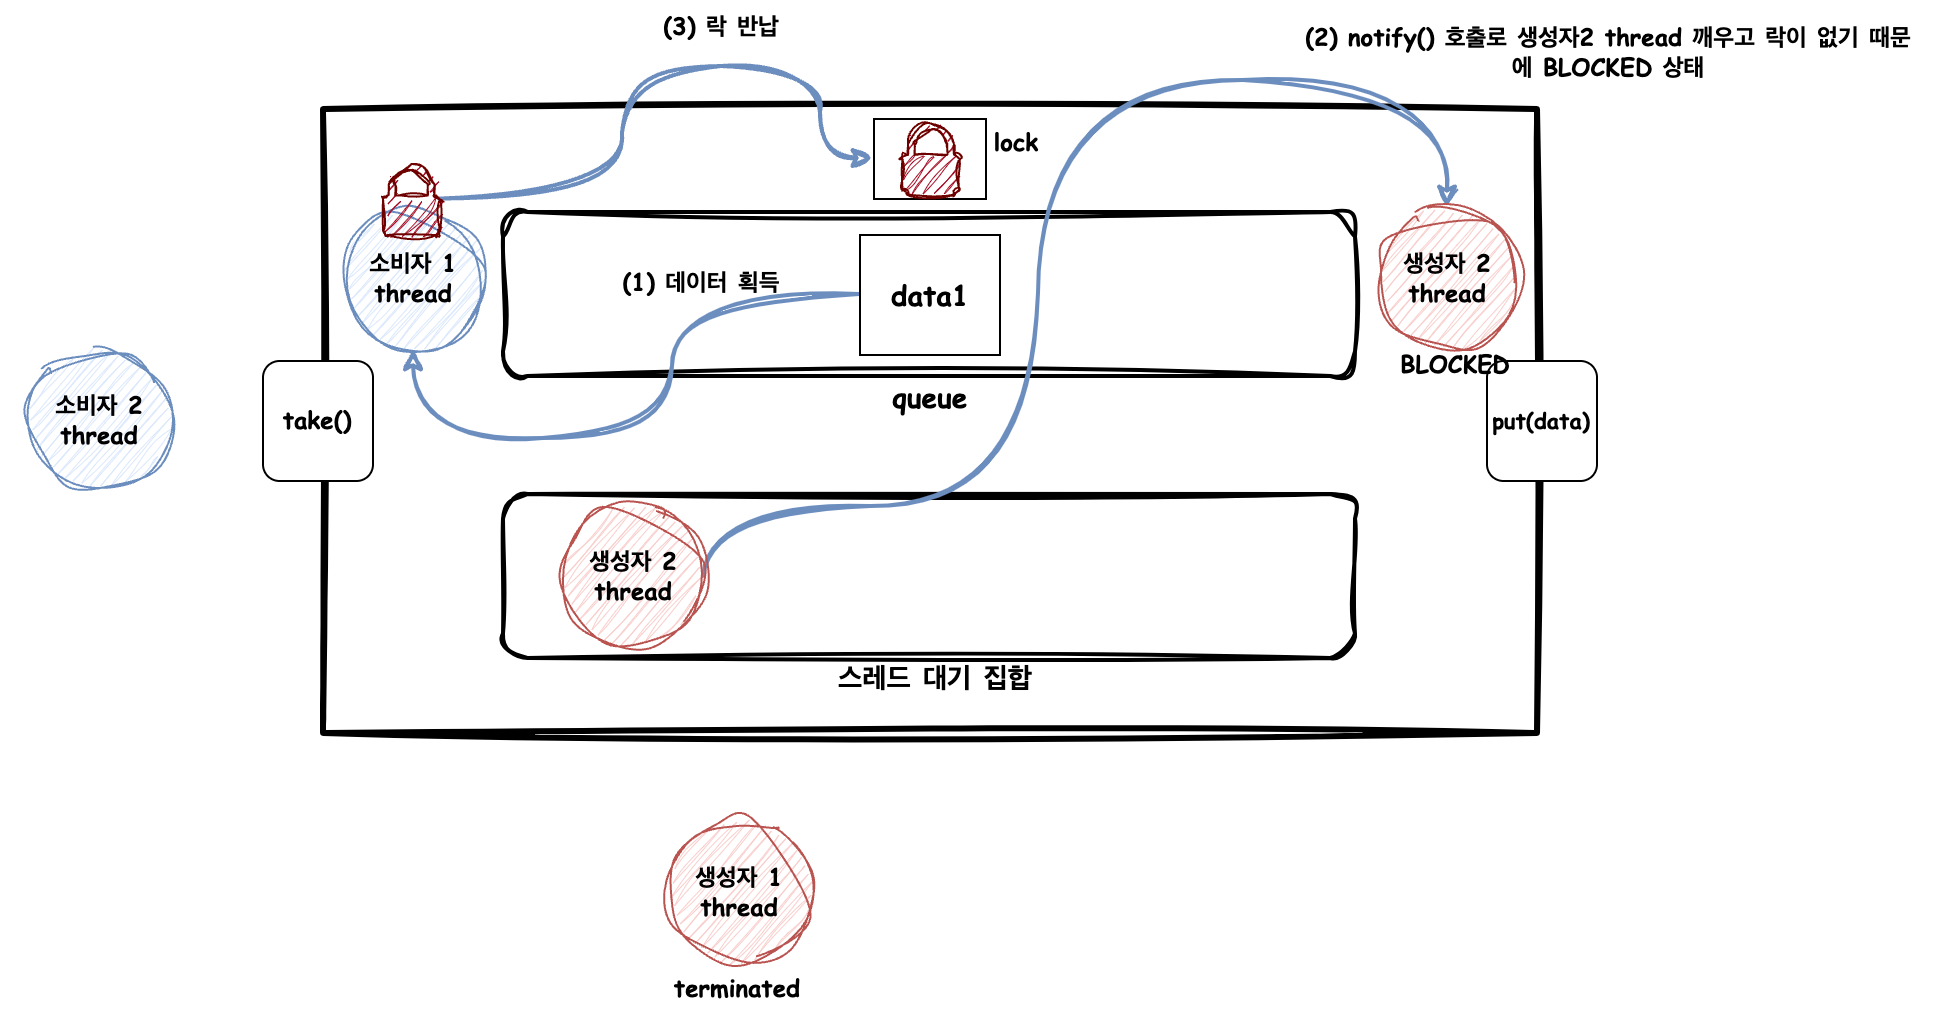 (3) 락 반납
(2) notify() 호출로 생성자2 thread 깨우고 락이 없기 때문
에 BLOCKED 상태
lock
소비자 1
thread
(1) 데이터 획득
data1
생성자 2
thread
BLOCKED
queue
소비자 2
thread
take()
put(data)
생성자 2
thread
스레드 대기 집합
생성자 1
thread
terminated